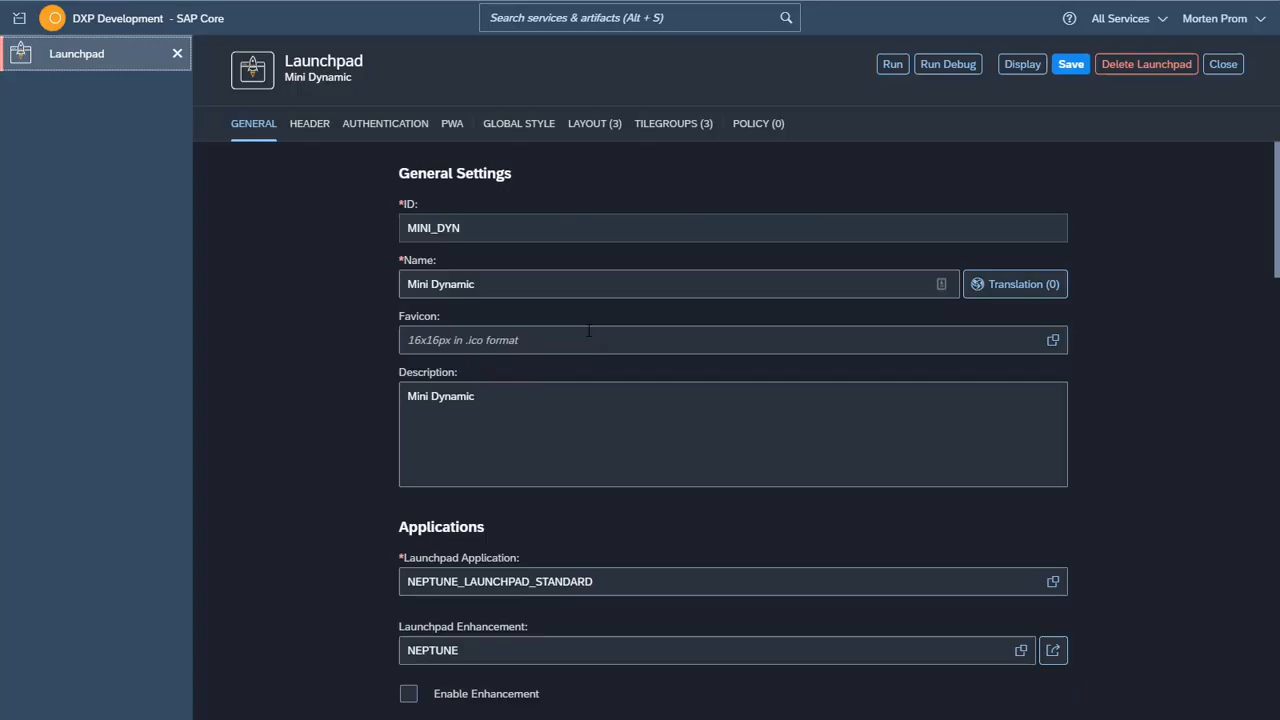 DXP Development - SAP Core
Search services & artifacts (Alt + S)
All Services
Morten Prom
Launchpad
Launchpad
Mini Dynamic
Run
Run Debug
Display
Save
Delete Launchpad
Close
GENERAL
HEADER
AUTHENTICATION
PWA
GLOBAL STYLE
LAYOUT (3)
TILEGROUPS (3)
POLICY (0)
General Settings
*ID:
MINI_DYN
*Name:
Mini Dynamic
Translation (0)
Favicon:
16x16px in .ico format
Description:
Mini Dynamic
Applications
*Launchpad Application:
NEPTUNE_LAUNCHPAD_STANDARD
Launchpad Enhancement:
NEPTUNE
Enable Enhancement